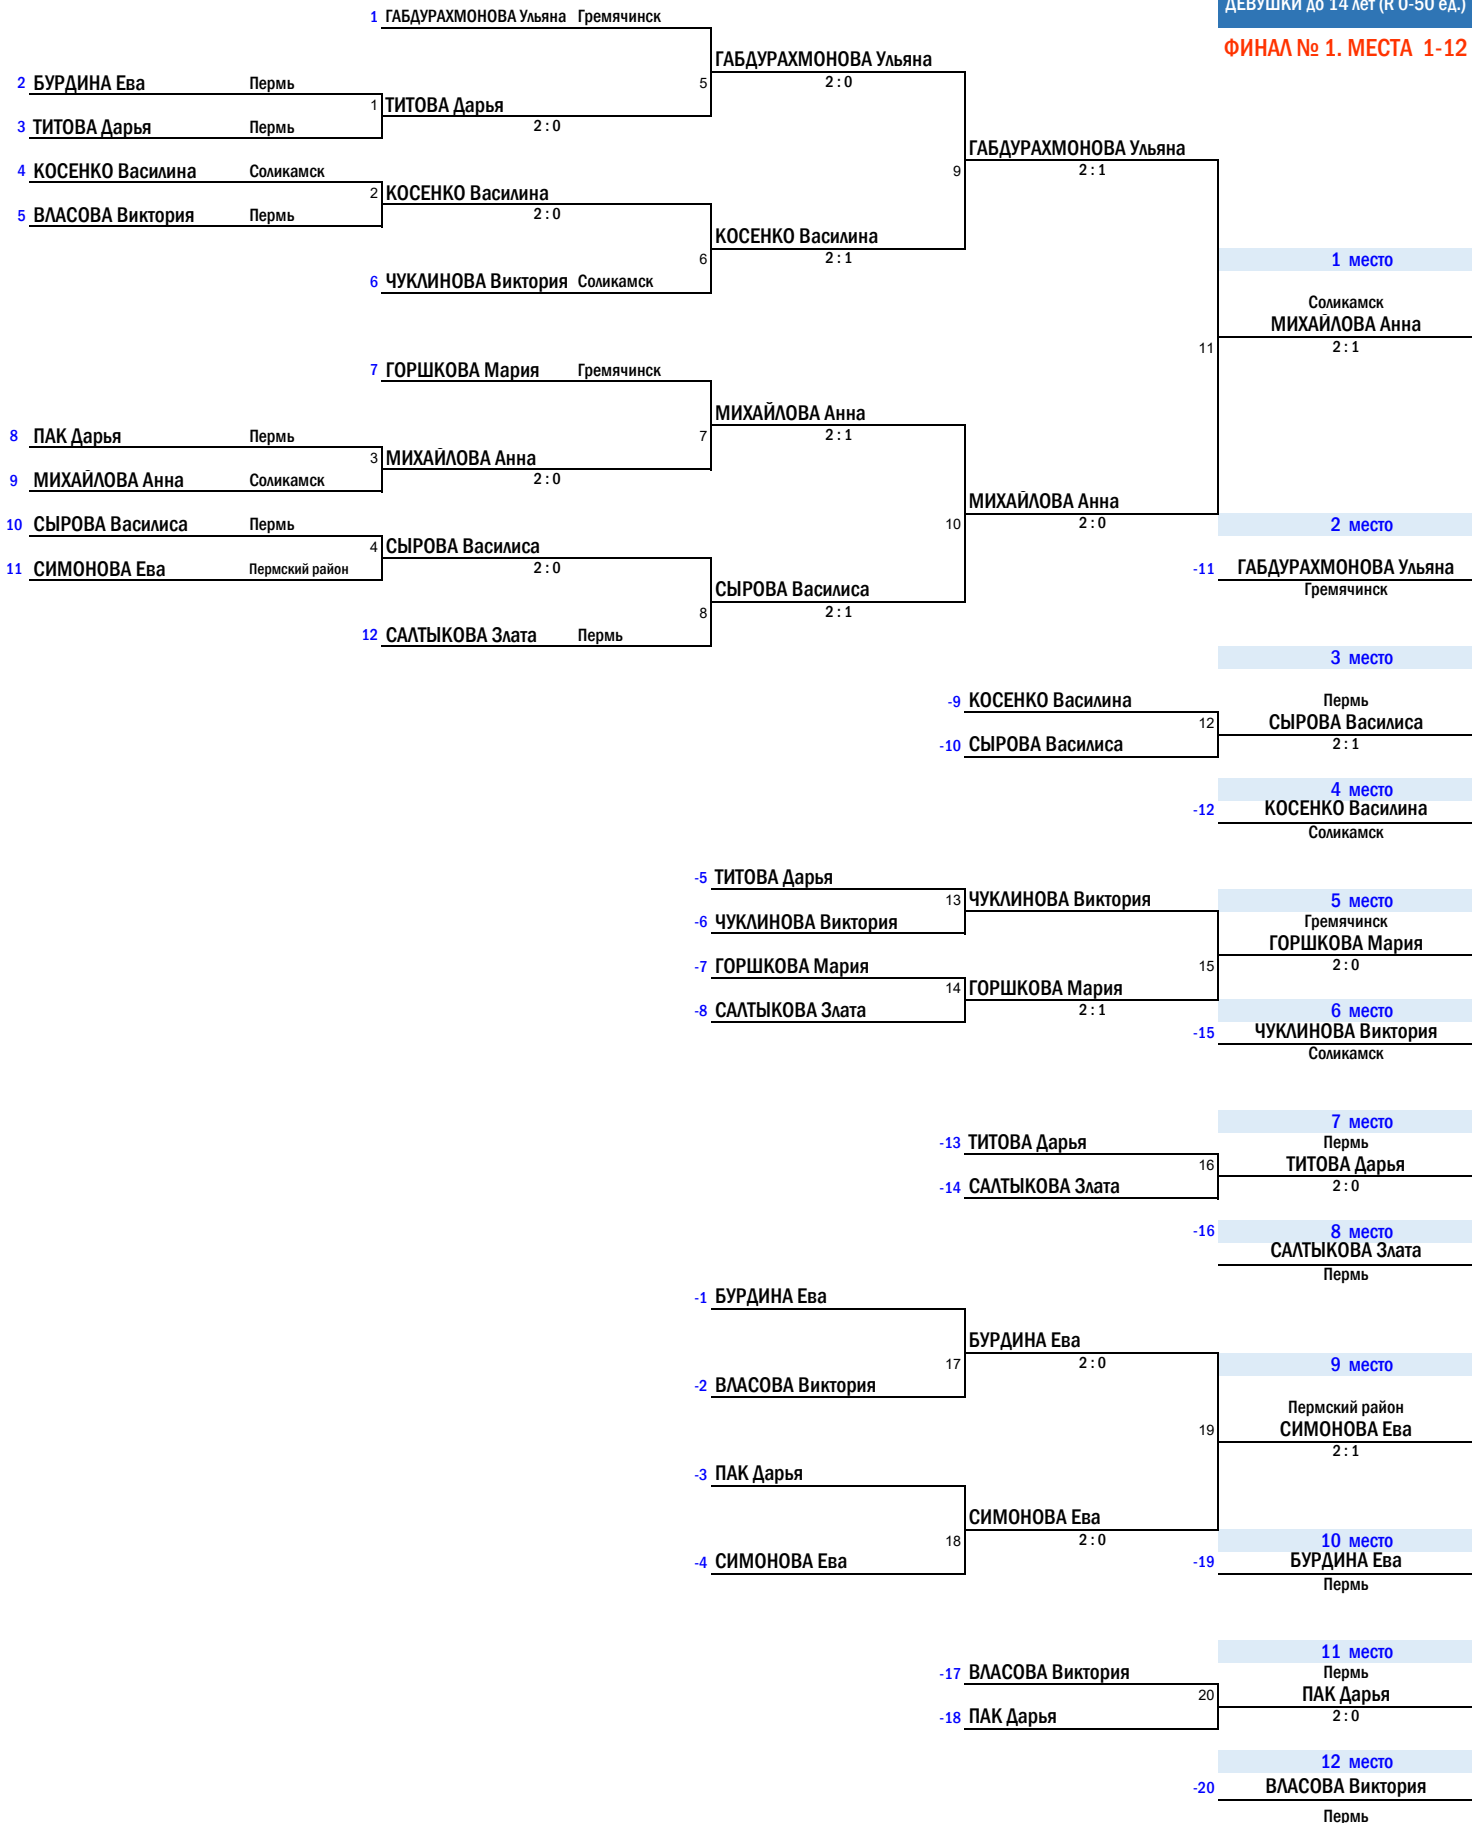 ДЕВУШКИ до 14 лет (R 0-50 ед.)
1 ГАБДУРАХМОНОВА Ульяна Гремячинск
ФИНАЛ № 1. МЕСТА 1-12
ГАБДУРАХМОНОВА Ульяна
2 БУРДИНА Ева Пермь 5 2 : 0
1 ТИТОВА Дарья
3 ТИТОВА Дарья Пермь 2 : 0
ГАБДУРАХМОНОВА Ульяна
4 КОСЕНКО Василина Соликамск 9 2 : 1
2 КОСЕНКО Василина
5 ВЛАСОВА Виктория Пермь 2 : 0
КОСЕНКО Василина
6 2 : 1 1 место
6 ЧУКЛИНОВА Виктория Соликамск
Соликамск
МИХАЙЛОВА Анна
11 2 : 1
7 ГОРШКОВА Мария Гремячинск
МИХАЙЛОВА Анна
8 ПАК Дарья Пермь 7 2 : 1
3 МИХАЙЛОВА Анна
9 МИХАЙЛОВА Анна Соликамск 2 : 0
МИХАЙЛОВА Анна
10 СЫРОВА Василиса Пермь 10 2 : 0 2 место
4 СЫРОВА Василиса
11 СИМОНОВА Ева Пермский район 2 : 0 -11 ГАБДУРАХМОНОВА Ульяна
СЫРОВА Василиса Гремячинск
8 2 : 1
12 САЛТЫКОВА Злата Пермь
3 место
-9 КОСЕНКО Василина Пермь
12 СЫРОВА Василиса
-10 СЫРОВА Василиса 2 : 1
4 место
-12 КОСЕНКО Василина
Соликамск
-5 ТИТОВА Дарья
13 ЧУКЛИНОВА Виктория 5 место
-6 ЧУКЛИНОВА Виктория Гремячинск
ГОРШКОВА Мария
-7 ГОРШКОВА Мария 15 2 : 0
14 ГОРШКОВА Мария
-8 САЛТЫКОВА Злата 2 : 1 6 место
-15 ЧУКЛИНОВА Виктория
Соликамск
7 место
-13 ТИТОВА Дарья Пермь
16 ТИТОВА Дарья
-14 САЛТЫКОВА Злата 2 : 0
-16 8 место
САЛТЫКОВА Злата
Пермь
-1 БУРДИНА Ева
БУРДИНА Ева
17 2 : 0 9 место
-2 ВЛАСОВА Виктория
Пермский район
19 СИМОНОВА Ева
2 : 1
-3 ПАК Дарья
СИМОНОВА Ева
18 2 : 0 10 место
-4 СИМОНОВА Ева -19 БУРДИНА Ева
Пермь
11 место
-17 ВЛАСОВА Виктория Пермь
20 ПАК Дарья
-18 ПАК Дарья 2 : 0
12 место
-20 ВЛАСОВА Виктория
Пермь